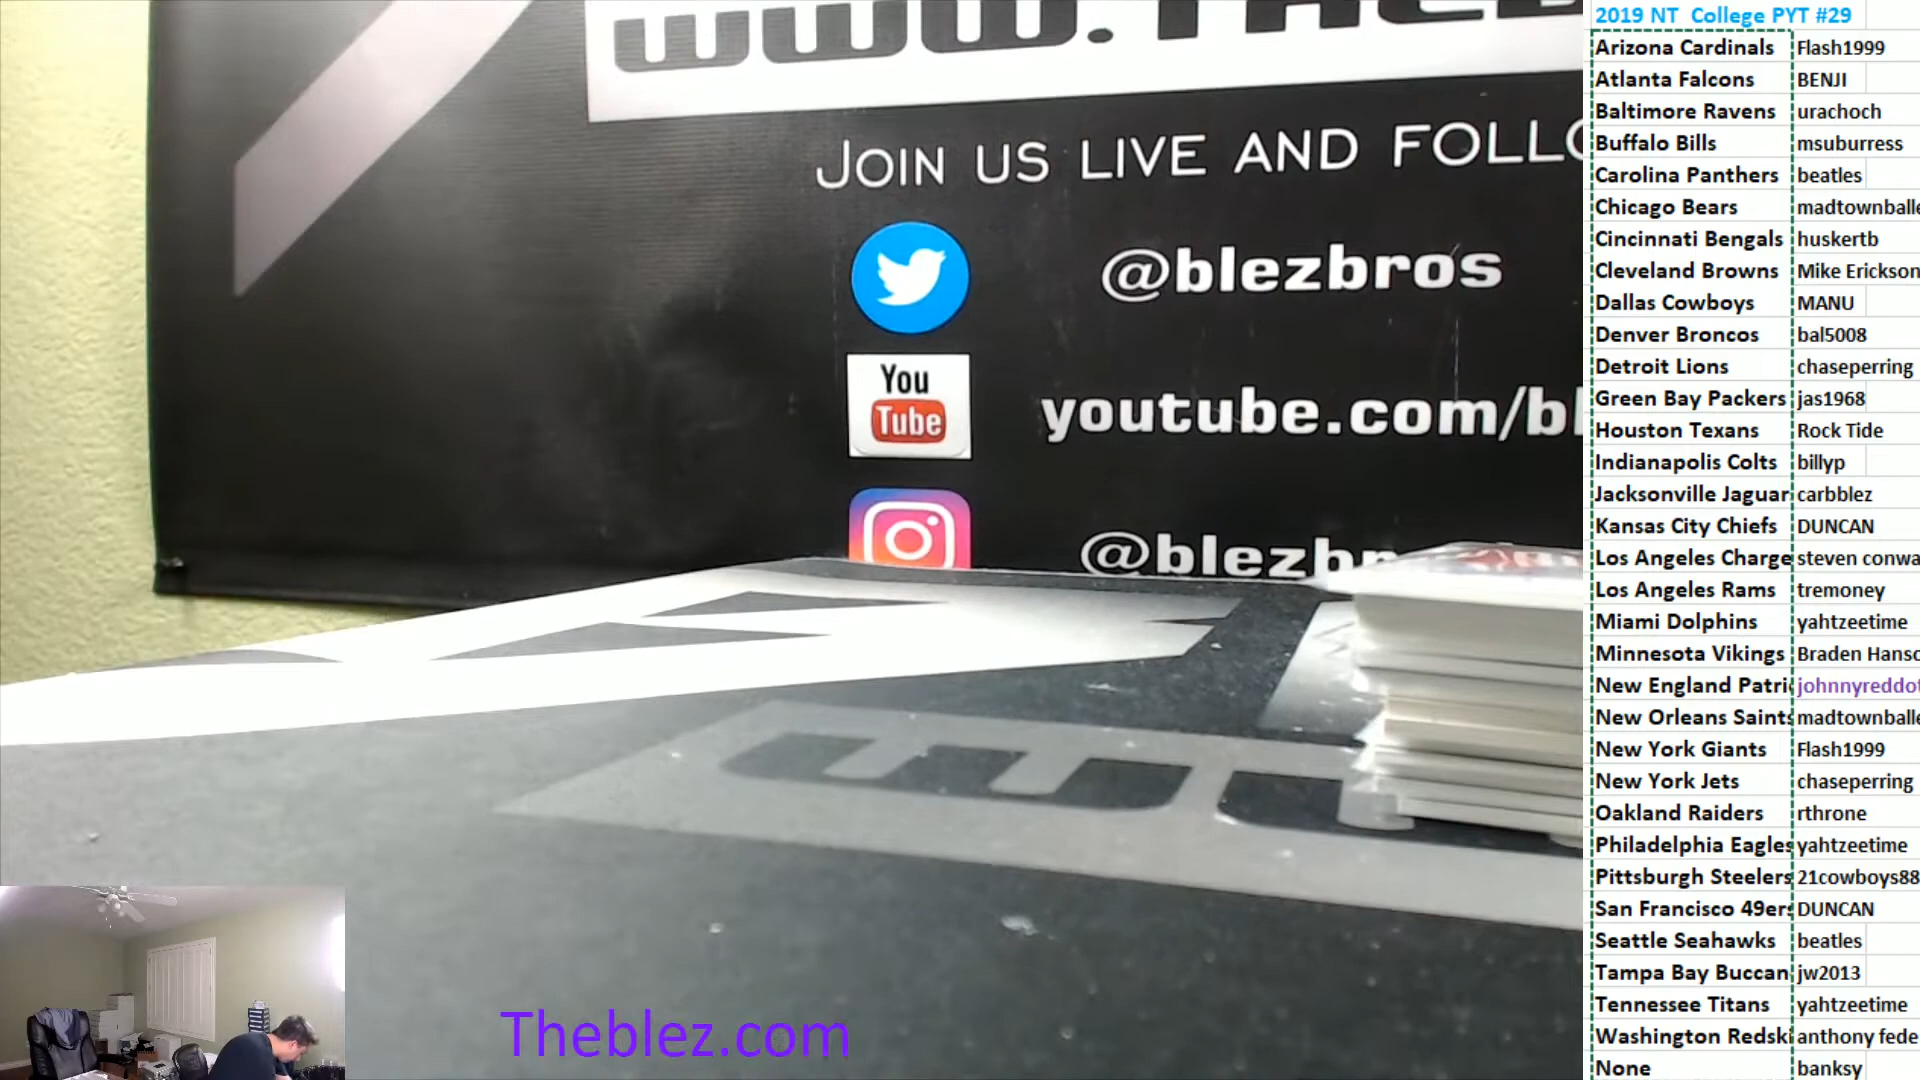 www.THEB
JOIN US LIVE AND FOLLO
@blezbros
You
Tube
youtube.com/bl
@blezbr
Theblez.com
2019 NT College PYT #29
Arizona Cardinals Flash1999
Atlanta Falcons BENJI
Baltimore Ravens urachoch
Buffalo Bills msuburress
Carolina Panthers beatles
Chicago Bears madtownballe
Cincinnati Bengals huskertb
Cleveland Browns Mike Erickson
Dallas Cowboys MANU
Denver Broncos bal5008
Detroit Lions chaseperring
Green Bay Packers jas1968
Houston Texans Rock Tide
Indianapolis Colts billyp
Jacksonville Jaguar carbblez
Kansas City Chiefs DUNCAN
Los Angeles Charge steven conwa
Los Angeles Rams tremoney
Miami Dolphins yahtzeetime
Minnesota Vikings Braden Hanso
New England Patri johnnyreddot
New Orleans Saints madtownballe
New York Giants Flash1999
New York Jets chaseperring
Oakland Raiders rthrone
Philadelphia Eagles yahtzeetime
Pittsburgh Steelers 21cowboys88
San Francisco 49ers DUNCAN
Seattle Seahawks beatles
Tampa Bay Buccan jw2013
Tennessee Titans yahtzeetime
Washington Redski anthony fede
None banksy